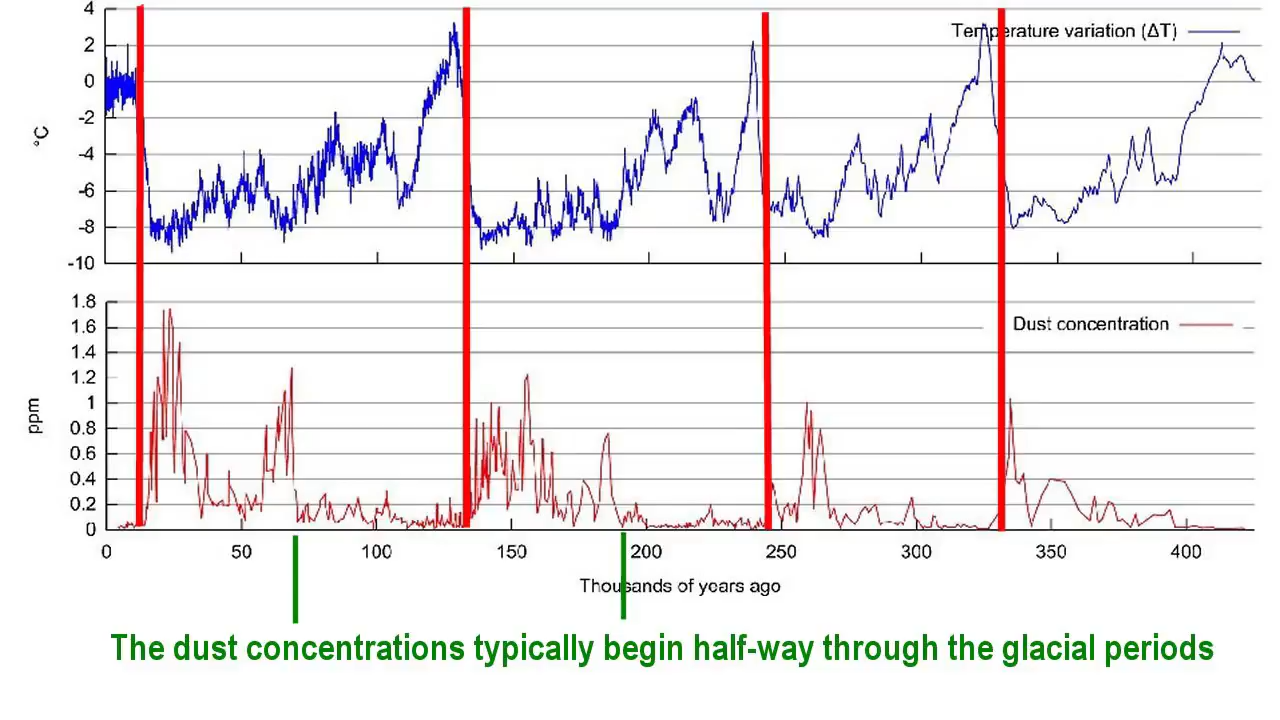 4
2
0
-2
-4
-6
-8
-10
°C
Temperature variation (ΔT)
1.8
1.6
1.4
1.2
1
0.8
0.6
0.4
0.2
0
ppm
Dust concentration
0 50 100 150 200 250 300 350 400
Thousands of years ago
The dust concentrations typically begin half-way through the glacial periods